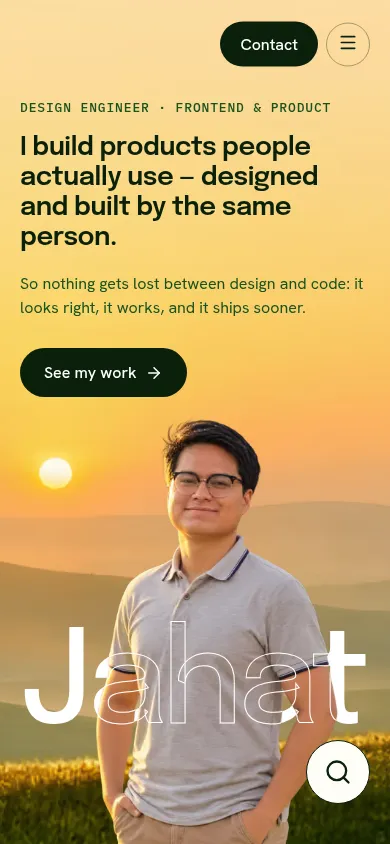 Contact
DESIGN ENGINEER · FRONTEND & PRODUCT
I build products people
actually use — designed
and built by the same
person.
So nothing gets lost between design and code: it
looks right, it works, and it ships sooner.
See my work
Jahat